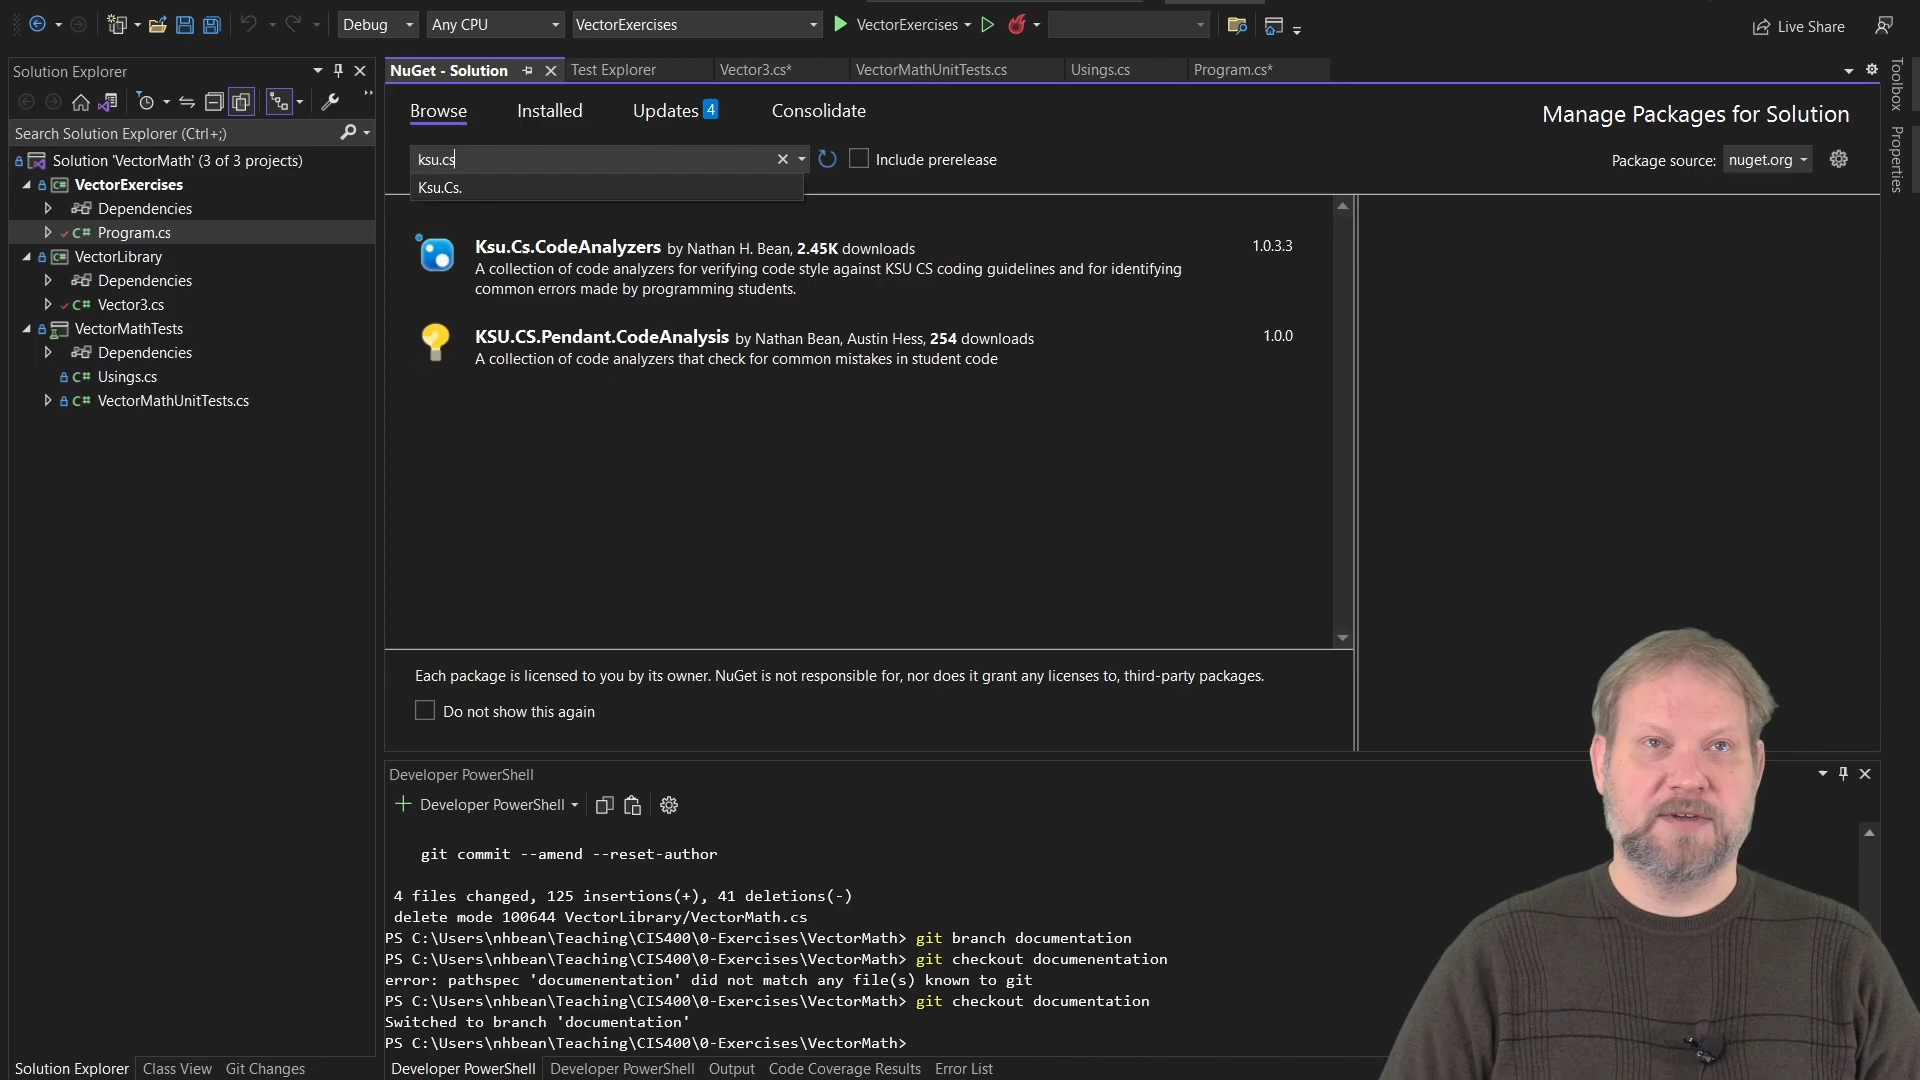 Debug
Any CPU
VectorExercises
VectorExercises
Live Share
Solution Explorer
Search Solution Explorer (Ctrl+;)
Solution 'VectorMath' (3 of 3 projects)
VectorExercises
Dependencies
C# Program.cs
VectorLibrary
Dependencies
C# Vector3.cs
VectorMathTests
Dependencies
C# Usings.cs
C# VectorMathUnitTests.cs
NuGet - Solution
Test Explorer
Vector3.cs*
VectorMathUnitTests.cs
Usings.cs
Program.cs*
Toolbox
Properties
Browse
Installed
Updates 4
Consolidate
Manage Packages for Solution
ksu.cs
Include prerelease
Package source: nuget.org
Ksu.Cs.
Ksu.Cs.CodeAnalyzers by Nathan H. Bean, 2.45K downloads 1.0.3.3
A collection of code analyzers for verifying code style against KSU CS coding guidelines and for identifying
common errors made by programming students.
KSU.CS.Pendant.CodeAnalysis by Nathan Bean, Austin Hess, 254 downloads 1.0.0
A collection of code analyzers that check for common mistakes in student code
Each package is licensed to you by its owner. NuGet is not responsible for, nor does it grant any licenses to, third-party packages.
Do not show this again
Developer PowerShell
Developer PowerShell
git commit --amend --reset-author
4 files changed, 125 insertions(+), 41 deletions(-)
delete mode 100644 VectorLibrary/VectorMath.cs
PS C:\Users\nhbean\Teaching\CIS400\0-Exercises\VectorMath> git branch documentation
PS C:\Users\nhbean\Teaching\CIS400\0-Exercises\VectorMath> git checkout documenentation
error: pathspec 'documenentation' did not match any file(s) known to git
PS C:\Users\nhbean\Teaching\CIS400\0-Exercises\VectorMath> git checkout documentation
Switched to branch 'documentation'
PS C:\Users\nhbean\Teaching\CIS400\0-Exercises\VectorMath>
Solution Explorer
Class View
Git Changes
Developer PowerShell
Developer PowerShell
Output
Code Coverage Results
Error List